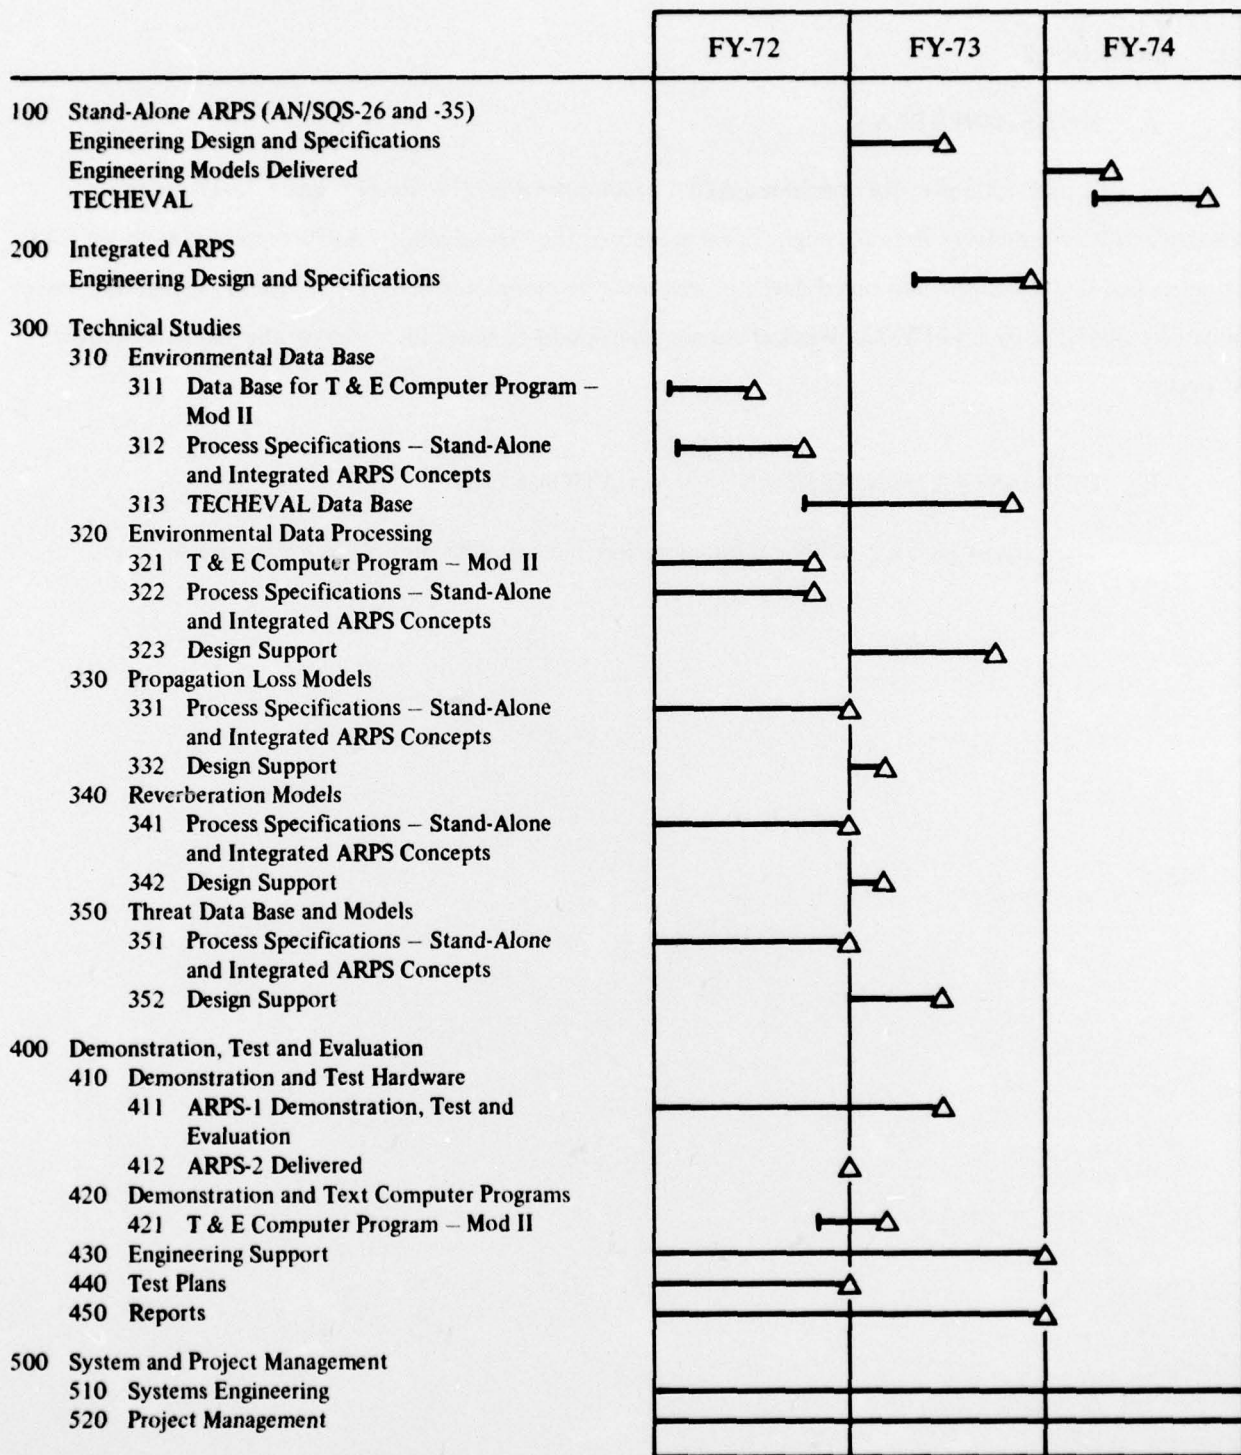 FY-72 FY-73 FY-74
100 Stand-Alone ARPS (AN/SQS-26 and -35)
Engineering Design and Specifications
Engineering Models Delivered
TECHEVAL
200 Integrated ARPS
Engineering Design and Specifications
300 Technical Studies
310 Environmental Data Base
311 Data Base for T & E Computer Program –
Mod II
312 Process Specifications – Stand-Alone
and Integrated ARPS Concepts
313 TECHEVAL Data Base
320 Environmental Data Processing
321 T & E Computer Program – Mod II
322 Process Specifications – Stand-Alone
and Integrated ARPS Concepts
323 Design Support
330 Propagation Loss Models
331 Process Specifications – Stand-Alone
and Integrated ARPS Concepts
332 Design Support
340 Reverberation Models
341 Process Specifications – Stand-Alone
and Integrated ARPS Concepts
342 Design Support
350 Threat Data Base and Models
351 Process Specifications – Stand-Alone
and Integrated ARPS Concepts
352 Design Support
400 Demonstration, Test and Evaluation
410 Demonstration and Test Hardware
411 ARPS-1 Demonstration, Test and
Evaluation
412 ARPS-2 Delivered
420 Demonstration and Text Computer Programs
421 T & E Computer Program – Mod II
430 Engineering Support
440 Test Plans
450 Reports
500 System and Project Management
510 Systems Engineering
520 Project Management